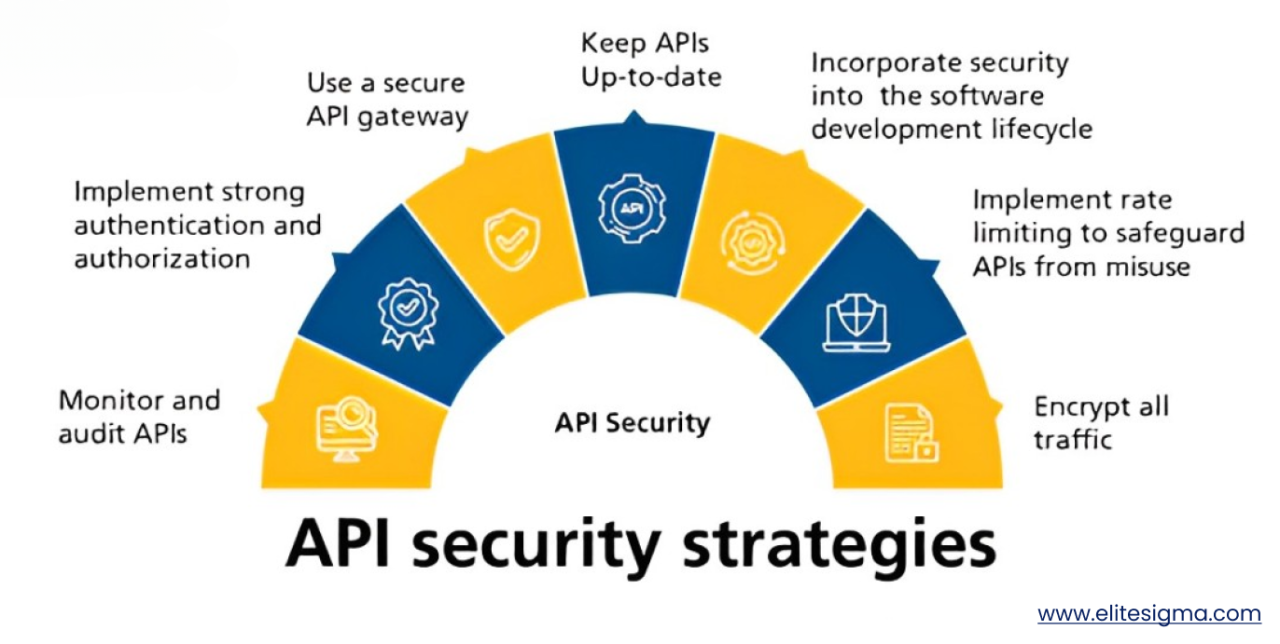 Keep APIs
Up-to-date
Incorporate security
into the software
development lifecycle
Use a secure
API gateway
Implement strong
authentication and
authorization
Implement rate
limiting to safeguard
APIs from misuse
API
Monitor and
audit APIs
Encrypt all
traffic
API Security
API security strategies
www.elitesigma.com